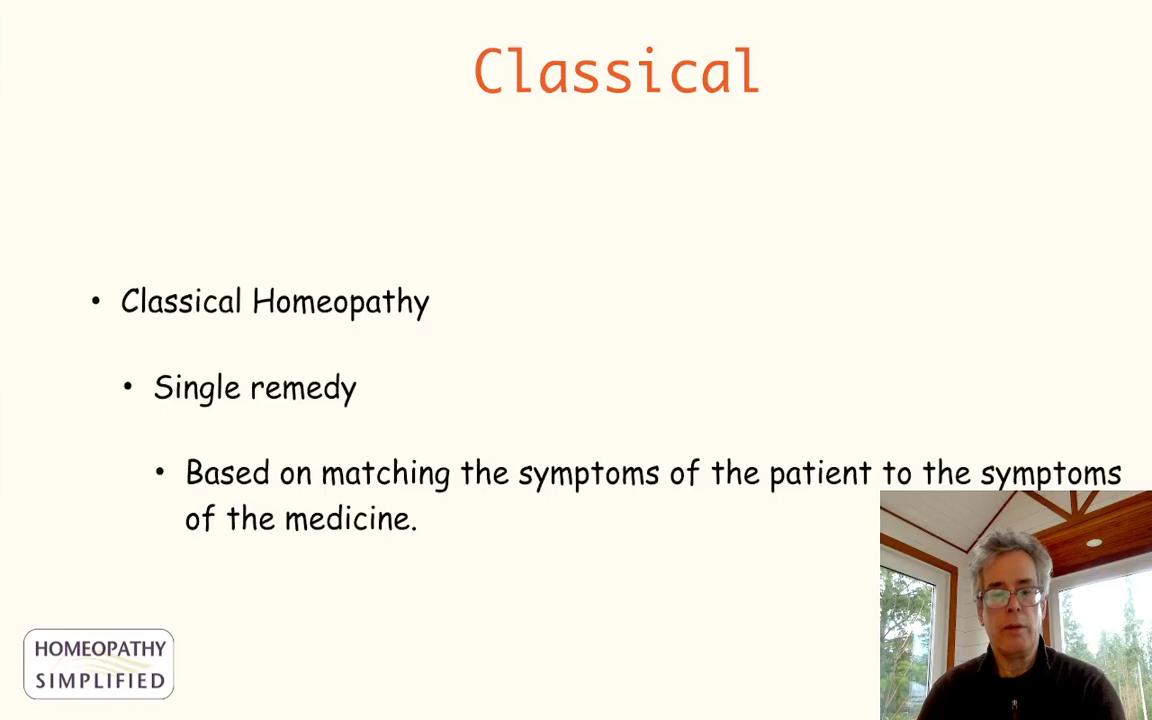 Classical
• Classical Homeopathy
• Single remedy
• Based on matching the symptoms of the patient to the symptoms
of the medicine.
HOMEOPATHY
SIMPLIFIED